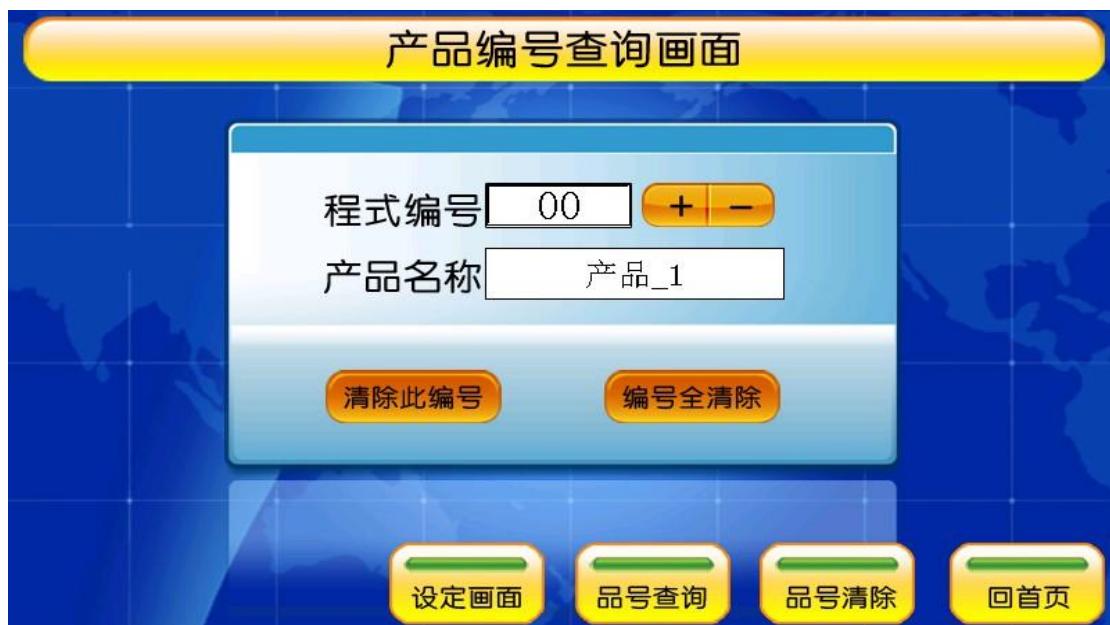 产品编号查询画面
程式编号 00 + −
产品名称 产品_1
清除此编号 编号全清除
设定画面 品号查询 品号清除 回首页